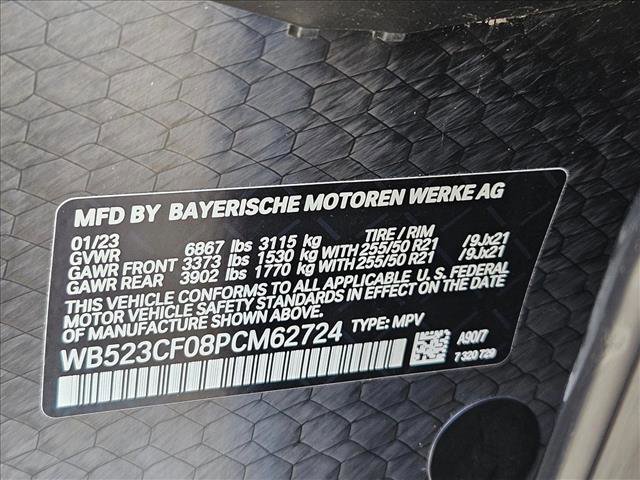 MFD BY BAYERISCHE MOTOREN WERKE AG
01/23 TIRE / RIM
GVWR 6867 lbs 3115 kg
GAWR FRONT 3373 lbs 1530 kg WITH 255/50 R21 /9Jx21
GAWR REAR 3902 lbs 1770 kg WITH 255/50 R21 /9Jx21
THIS VEHICLE CONFORMS TO ALL APPLICABLE U.S. FEDERAL
MOTOR VEHICLE SAFETY STANDARDS IN EFFECT ON THE DATE
OF MANUFACTURE SHOWN ABOVE.
WB523CF08PCM62724 TYPE: MPV
A90/7
7 320 729